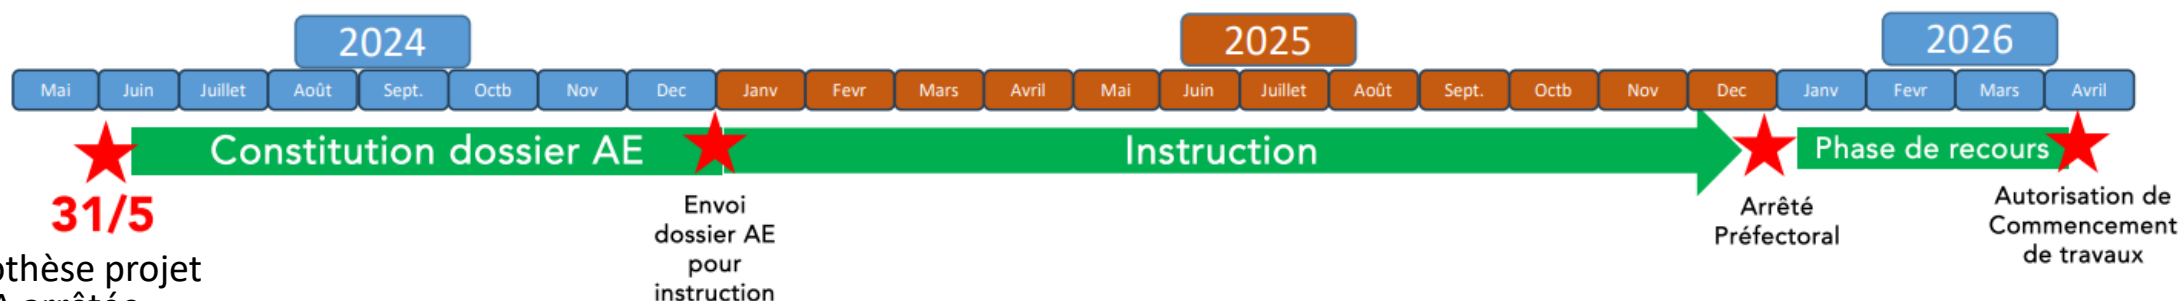 2024
2025
2026
Mai Juin Juillet Août Sept. Octb Nov Dec Janv Fevr Mars Avril Mai Juin Juillet Août Sept. Octb Nov Dec Janv Fevr Mars Avril
Constitution dossier AE
Instruction
Phase de recours
31/5
projet
Envoi
dossier AE
pour
instruction
Arrêté
Préfectoral
Autorisation de
Commencement
de travaux